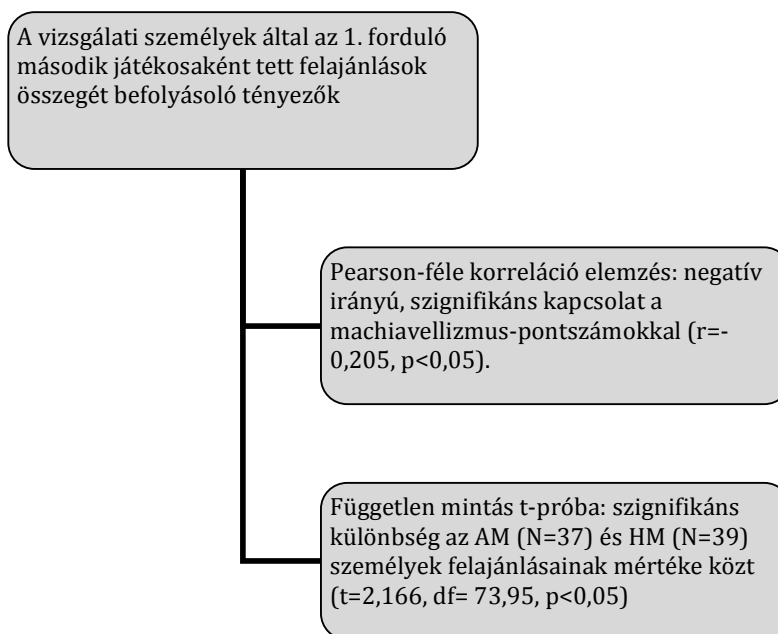 A vizsgálati személyek által az 1. forduló
második játékosaként tett felajánlások
összegét befolyásoló tényezők
Pearson-féle korreláció elemzés: negatív
irányú, szignifikáns kapcsolat a
machiavellizmus-pontszámokkal (r=-
0,205, p<0,05).
Független mintás t-próba: szignifikáns
különbség az AM (N=37) és HM (N=39)
személyek felajánlásainak mértéke közt
(t=2,166, df= 73,95, p<0,05)